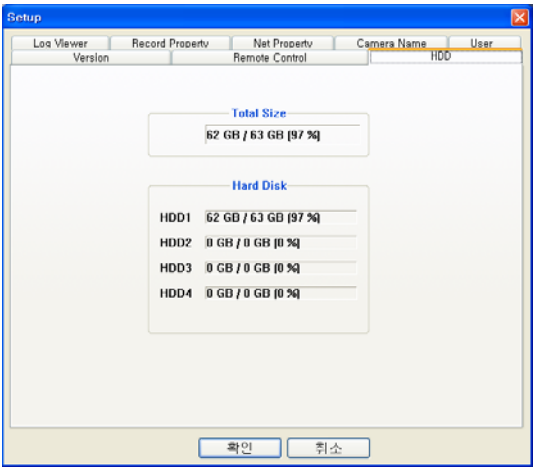 Setup
Log Viewer Record Property Net Property Camera Name User
Version Remote Control HDD
Total Size
62 GB / 63 GB (97 %)
Hard Disk
HDD1 62 GB / 63 GB (97 %)
HDD2 0 GB / 0 GB (0 %)
HDD3 0 GB / 0 GB (0 %)
HDD4 0 GB / 0 GB (0 %)
확인 취소